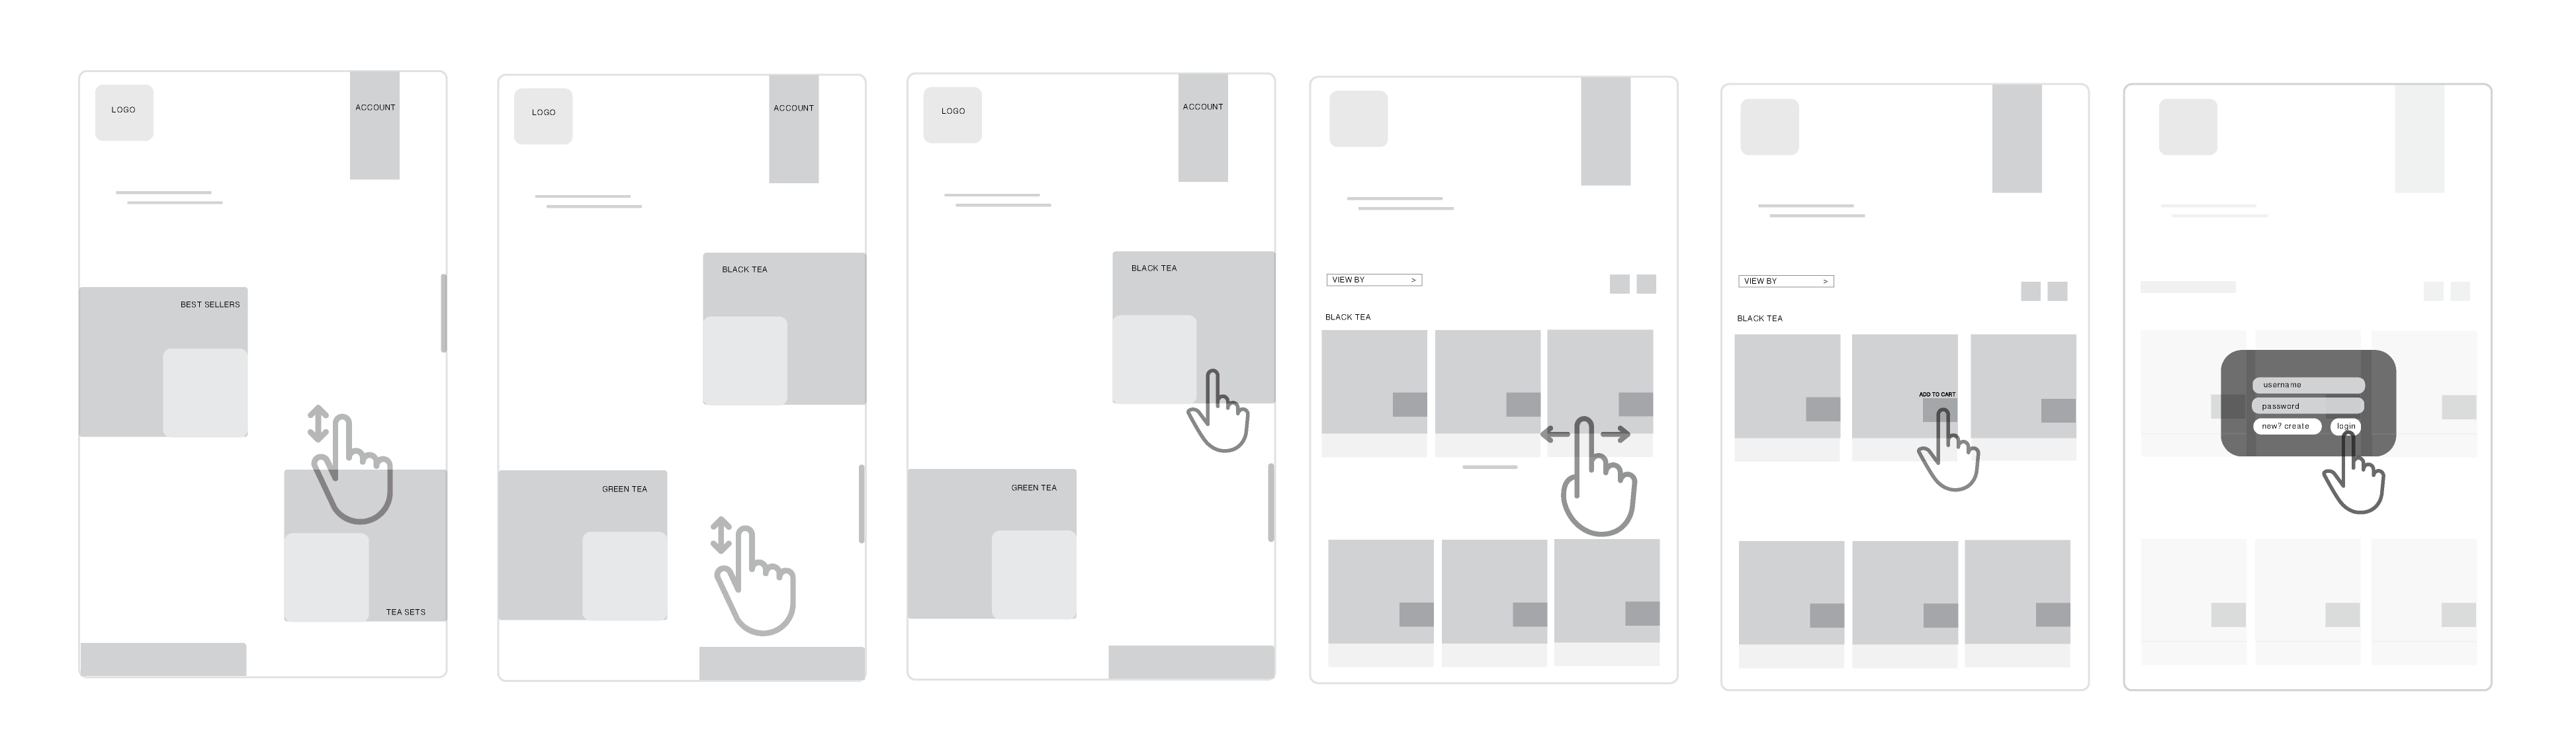 LOGO
ACCOUNT
BEST SELLERS
TEA SETS
LOGO
ACCOUNT
BLACK TEA
GREEN TEA
LOGO
ACCOUNT
BLACK TEA
GREEN TEA
VIEW BY >
BLACK TEA
VIEW BY >
BLACK TEA
ADD TO CART
username
password
new? create login